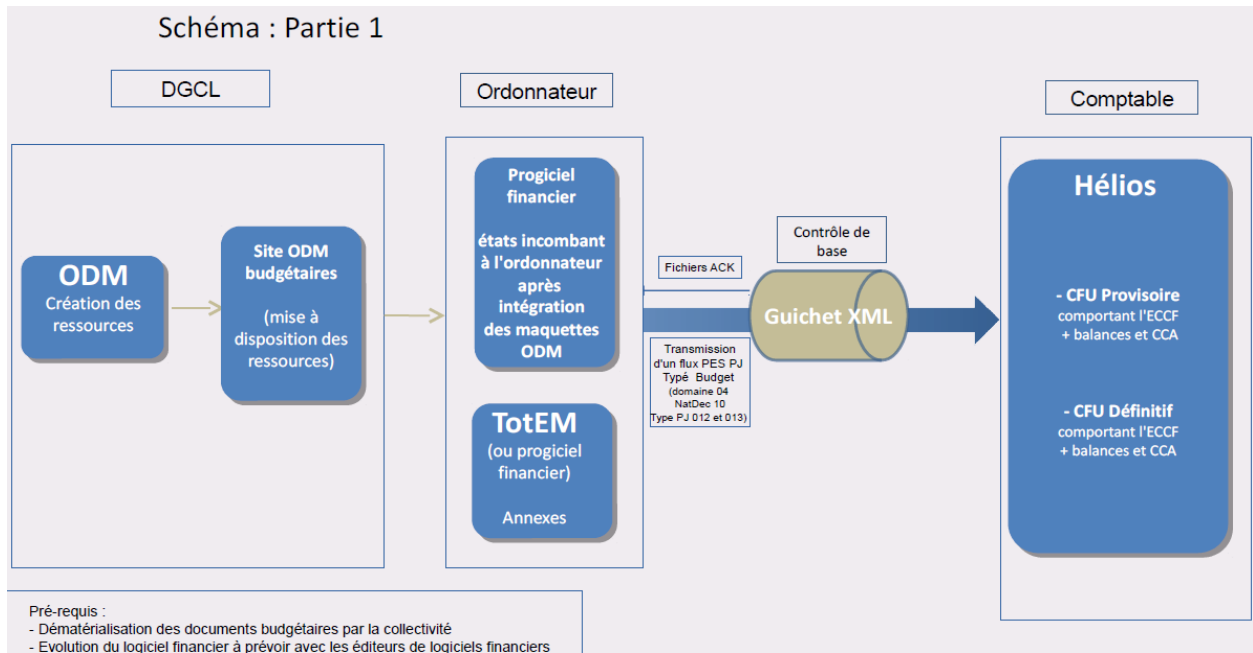 Schéma : Partie 1
DGCL
Ordonnateur
Comptable
ODM
Création des
ressources
Site ODM
budgétaires
(mise à
disposition des
ressources)
Progiciel
financier
états incombant
à l'ordonnateur
après
intégration
des maquettes
ODM
TotEM
(ou progiciel
financier)
Annexes
Fichiers ACK
Transmission
d'un flux PES PJ
Typé Budget
(domaine 04
NatDec 10
Type PJ 012 et 013)
Contrôle de
base
Guichet XML
Hélios
- CFU Provisoire
comportant l'ECCF
+ balances et CCA
- CFU Définitif
comportant l'ECCF
+ balances et CCA
Pré-requis :
- Dématérialisation des documents budgétaires par la collectivité
- Evolution du logiciel financier à prévoir avec les éditeurs de logiciels financiers